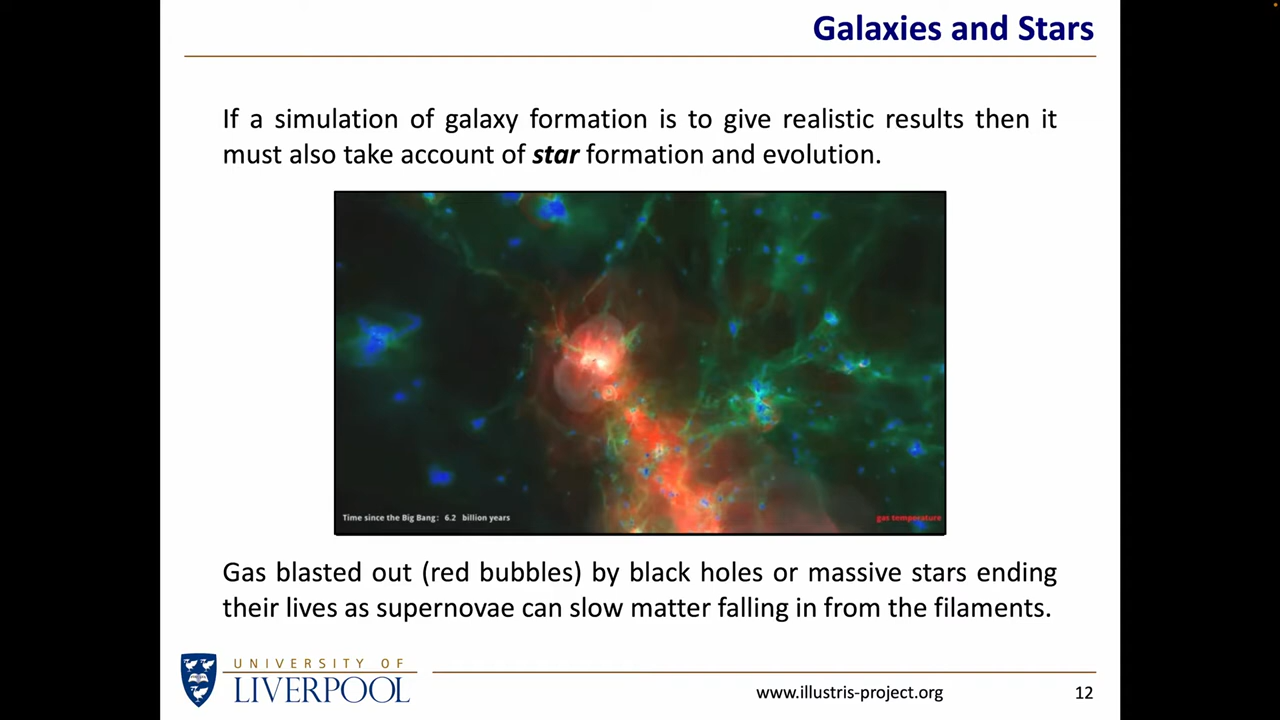 Galaxies and Stars
If a simulation of galaxy formation is to give realistic results then it
must also take account of star formation and evolution.
Time since the Big Bang: 6.2 billion years
gas temperature
Gas blasted out (red bubbles) by black holes or massive stars ending
their lives as supernovae can slow matter falling in from the filaments.
UNIVERSITY OF
LIVERPOOL
www.illustris-project.org
12